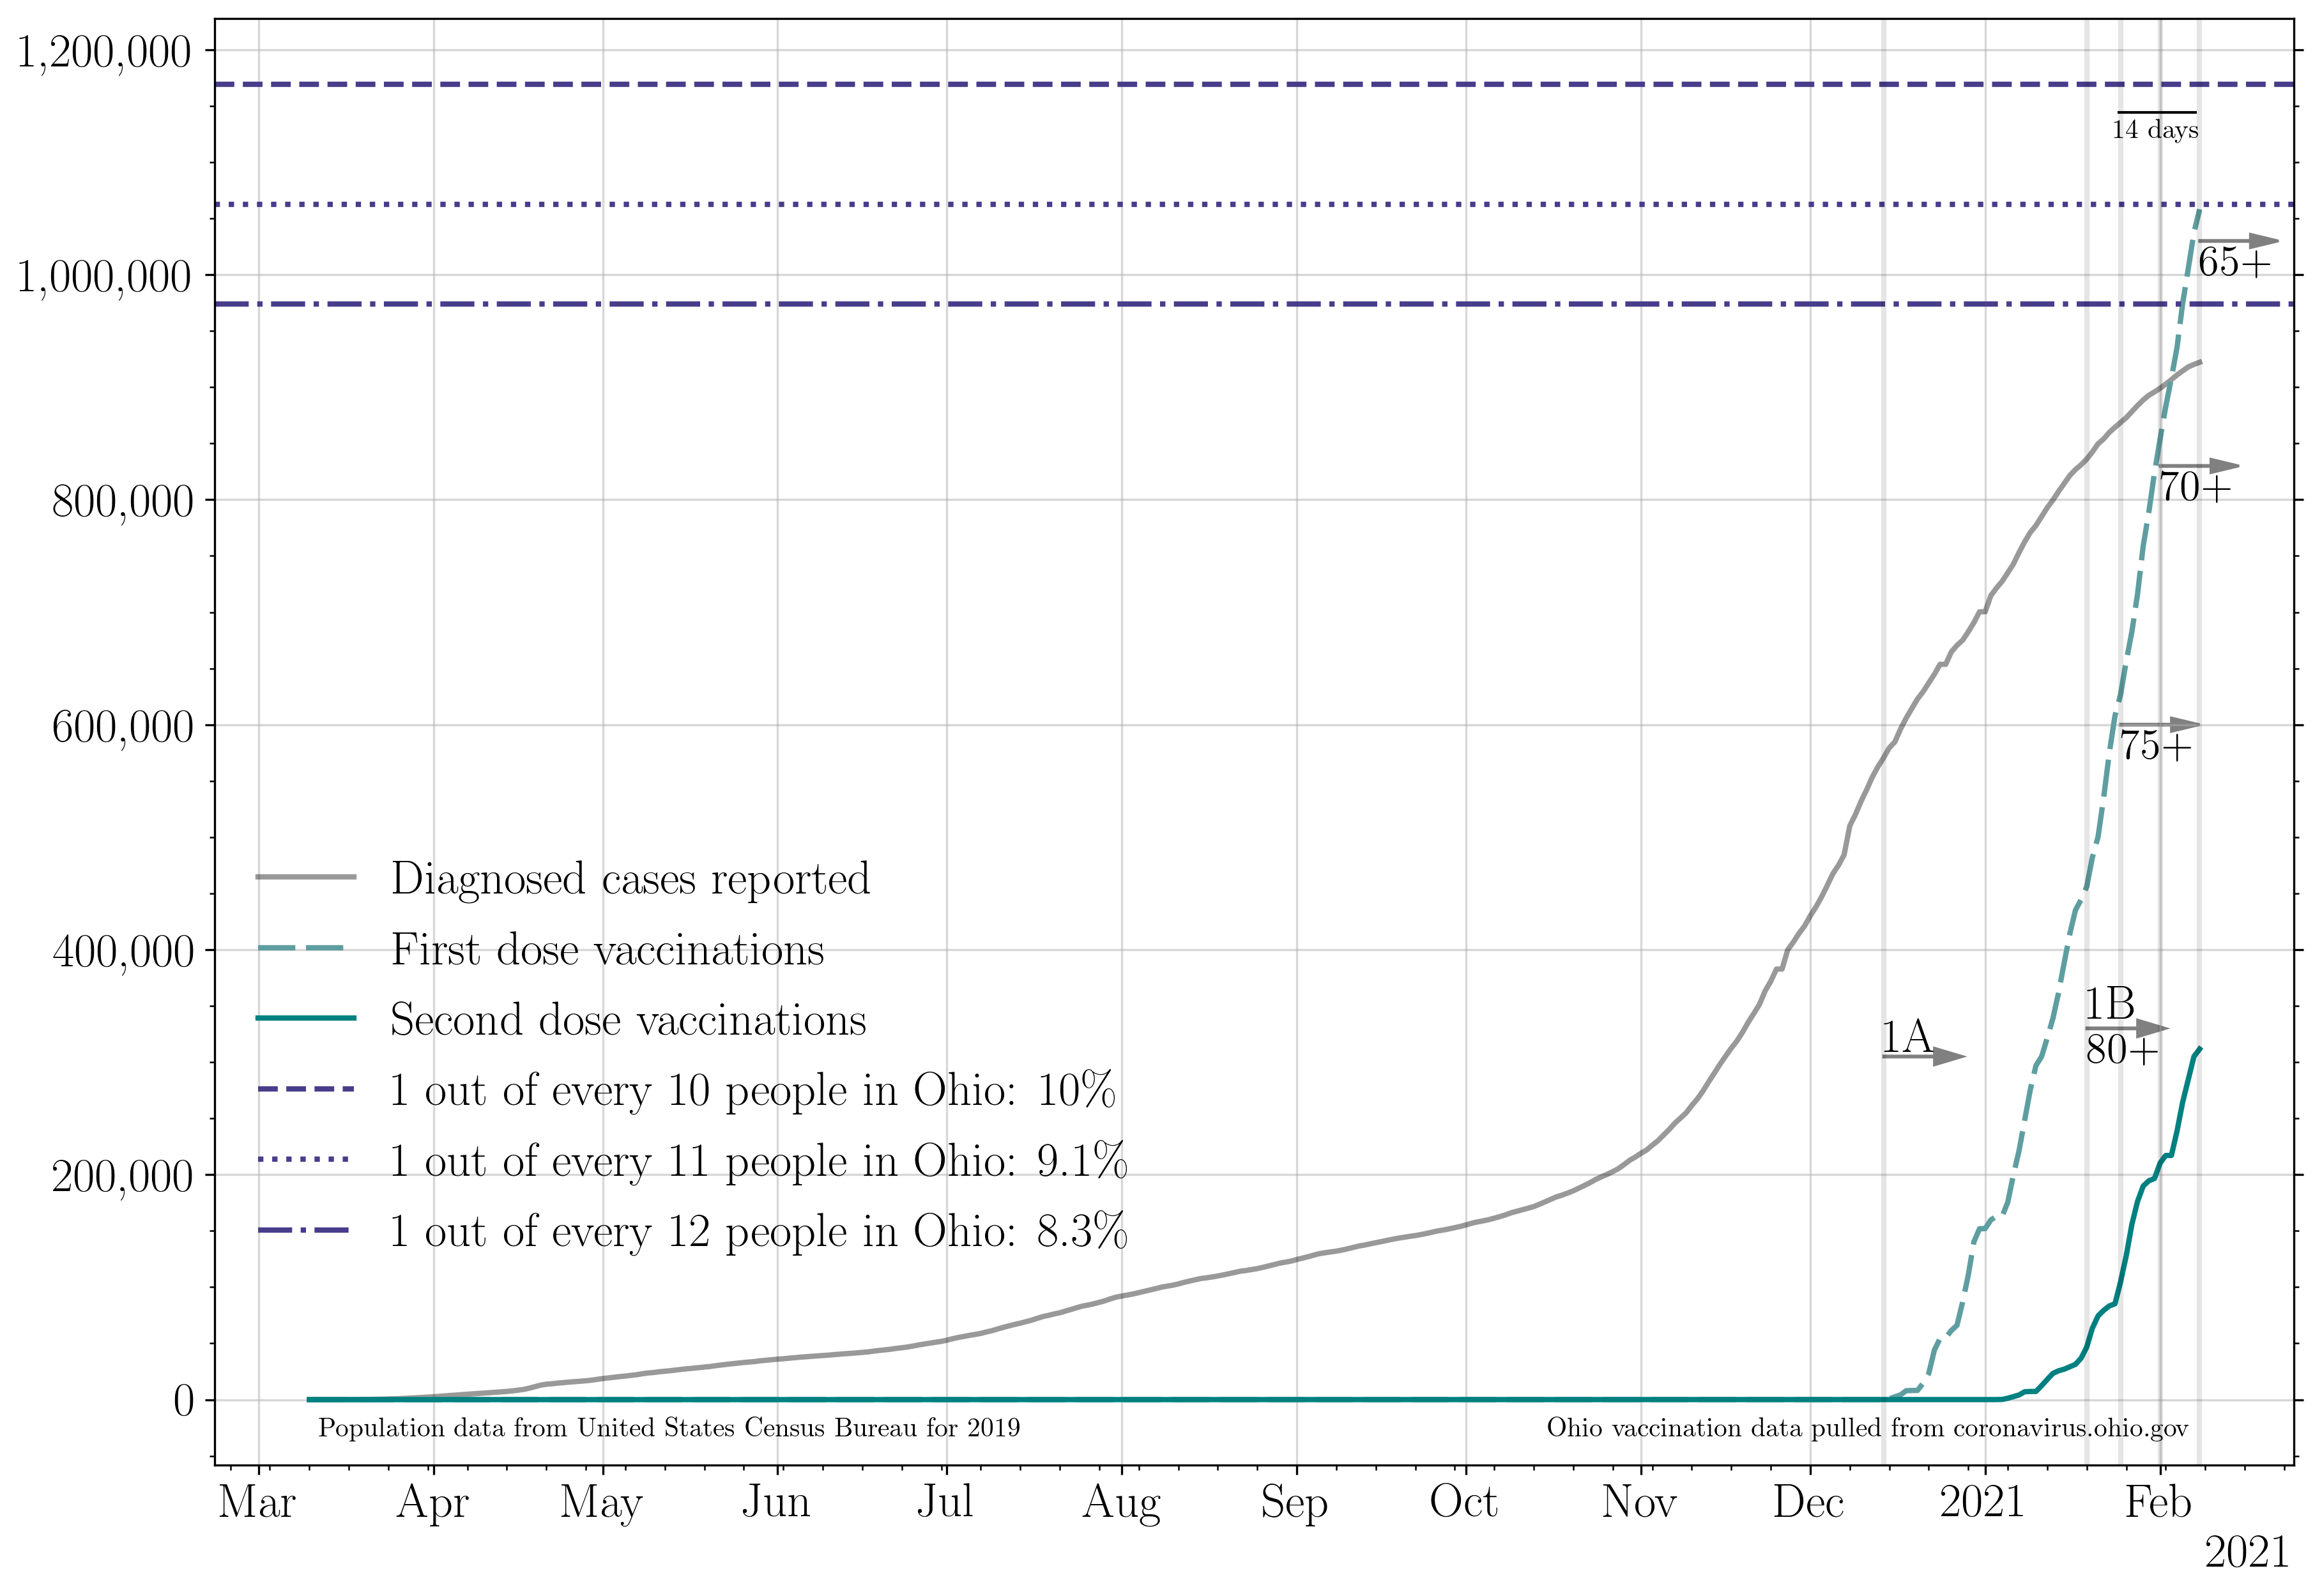 1,200,000
14 days
1,000,000
65+
800,000
70+
600,000
75+
Diagnosed cases reported
400,000
First dose vaccinations
Second dose vaccinations
1A
1B
80+
1 out of every 10 people in Ohio: 10%
1 out of every 11 people in Ohio: 9.1%
200,000
1 out of every 12 people in Ohio: 8.3%
0
Population data from United States Census Bureau for 2019
Ohio vaccination data pulled from coronavirus.ohio.gov
Mar Apr May Jun Jul Aug Sep Oct Nov Dec 2021 Feb
2021